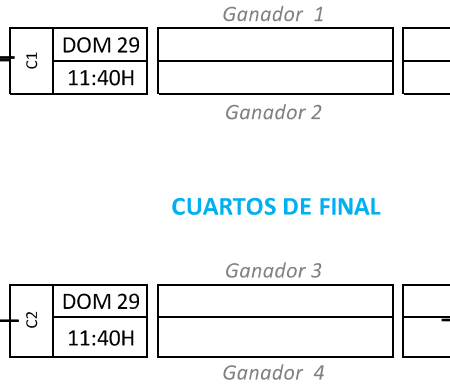 Ganador 1
C1
DOM 29
11:40H
Ganador 2
CUARTOS DE FINAL
Ganador 3
C2
DOM 29
11:40H
Ganador 4